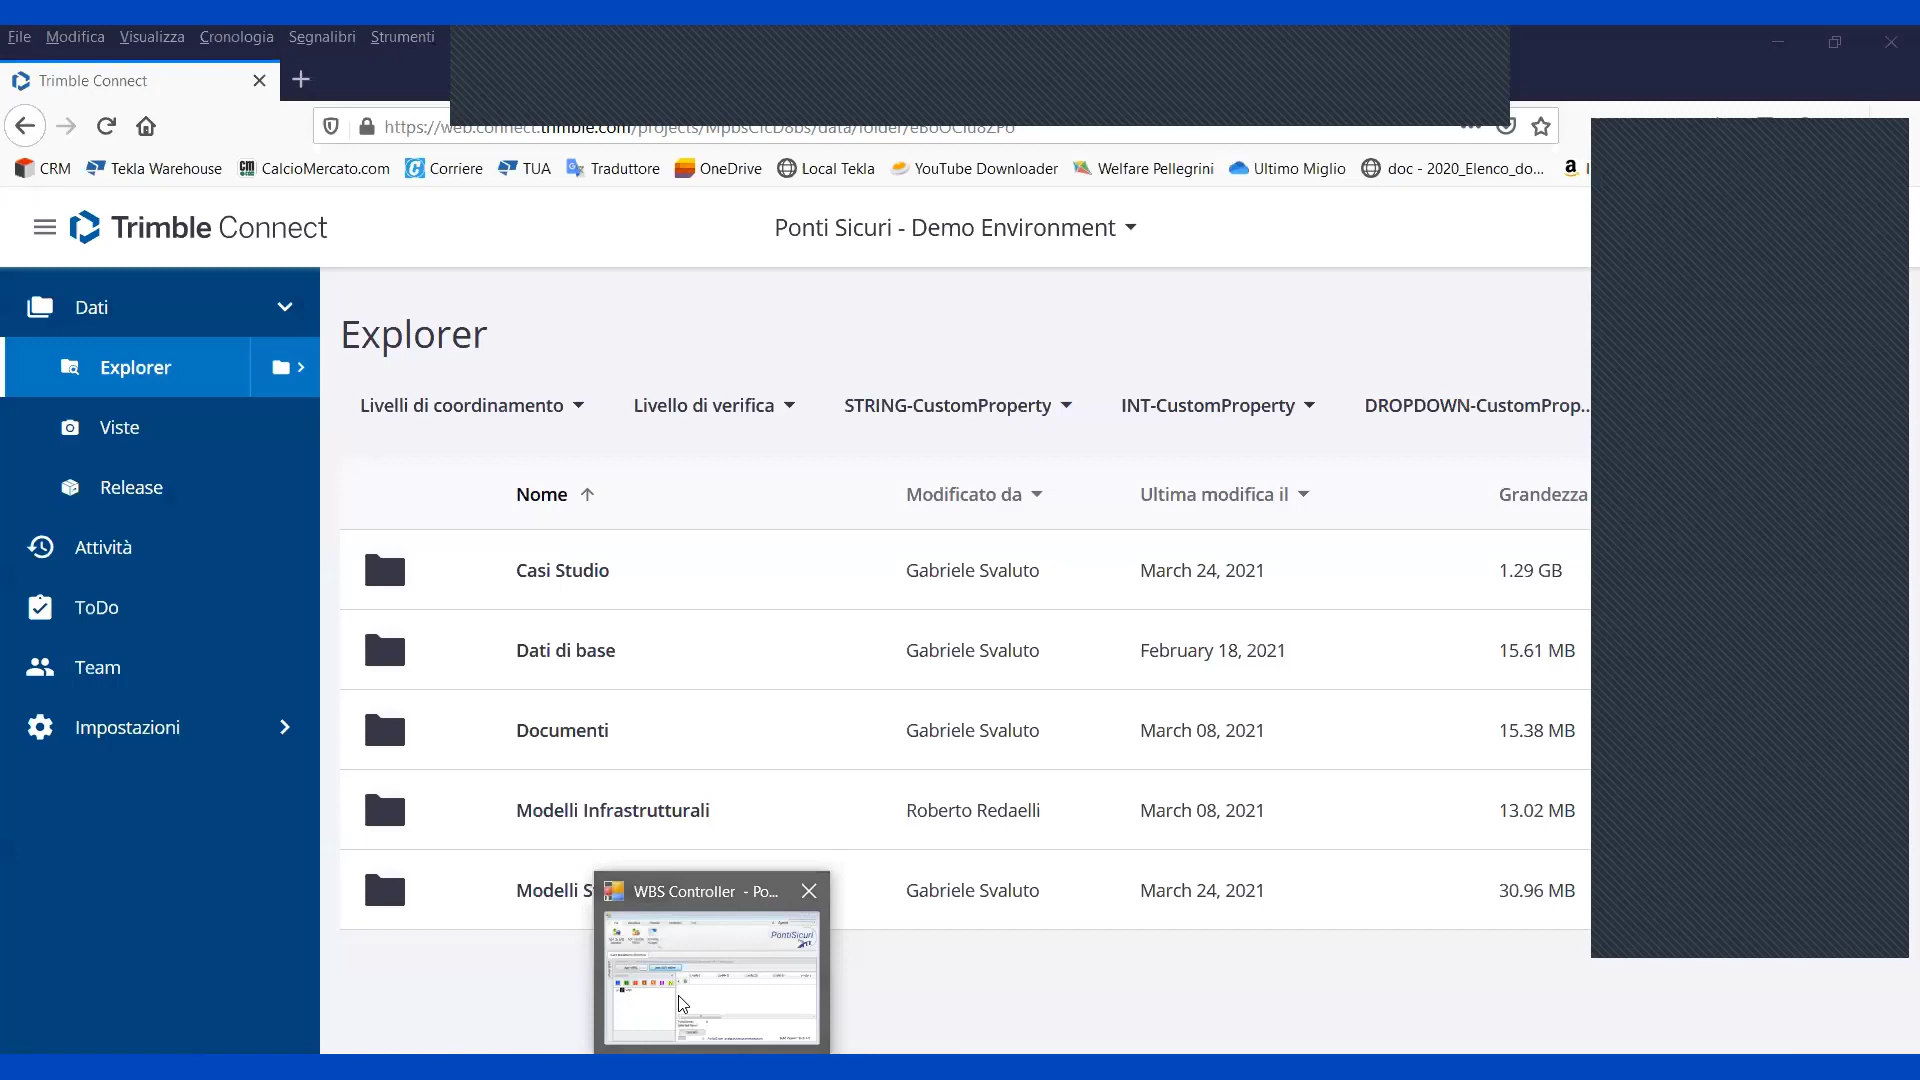 File Modifica Visualizza Cronologia Segnalibri Strumenti
Trimble Connect
CRM Tekla Warehouse CalcioMercato.com Corriere TUA Traduttore OneDrive Local Tekla YouTube Downloader Welfare Pellegrini Ultimo Miglio doc - 2020_Elenco_do...
Trimble Connect
Ponti Sicuri - Demo Environment
Dati
Explorer
Viste
Release
Attività
ToDo
Team
Impostazioni
Explorer
Livelli di coordinamento Livello di verifica STRING-CustomProperty INT-CustomProperty DROPDOWN-CustomProp...
Nome Modificato da Ultima modifica il Grandezza
Casi Studio Gabriele Svaluto March 24, 2021 1.29 GB
Dati di base Gabriele Svaluto February 18, 2021 15.61 MB
Documenti Gabriele Svaluto March 08, 2021 15.38 MB
Modelli Infrastrutturali Roberto Redaelli March 08, 2021 13.02 MB
Modelli Gabriele Svaluto March 24, 2021 30.96 MB
WBS Controller - Po...
PontiSicuri